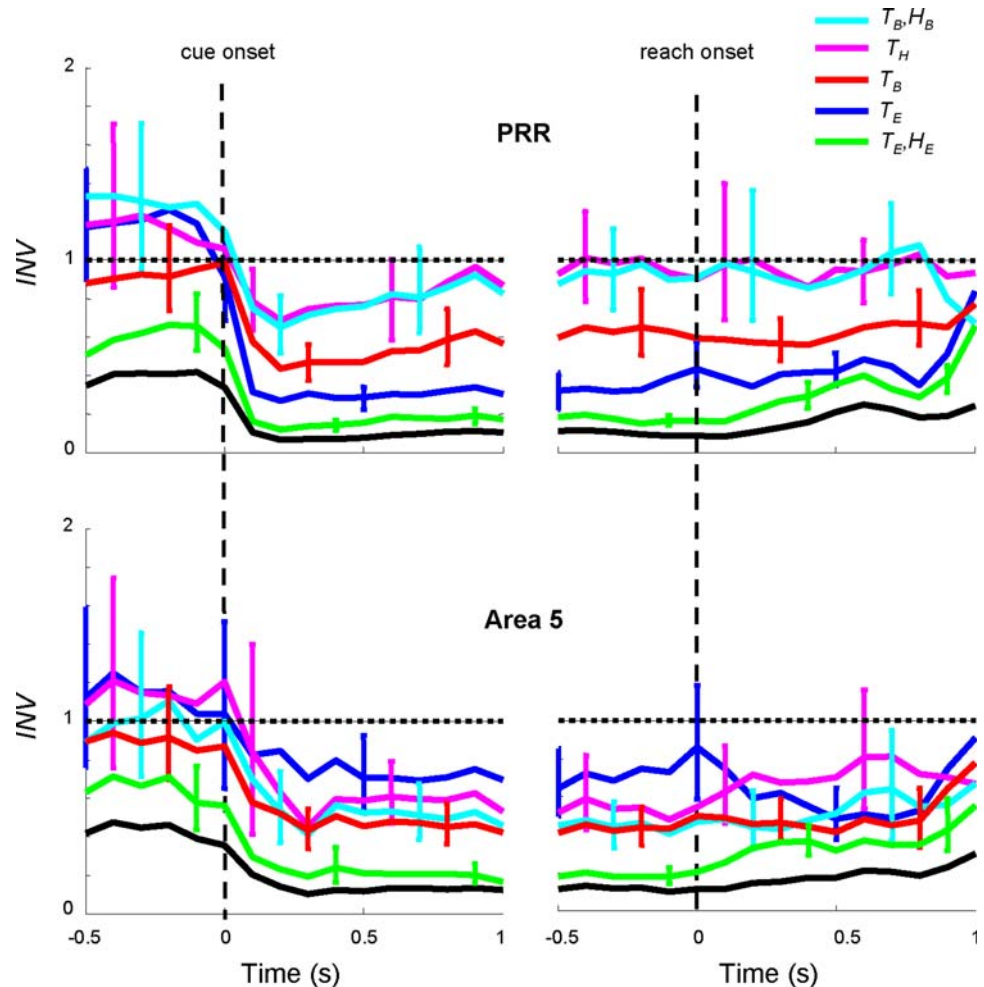 cue onset
reach onset
T_B,H_B
T_H
T_B
T_E
T_E,H_E
PRR
INV
2
1
0
Area 5
INV
2
1
0
-0.5 0 0.5 1
-0.5 0 0.5 1
Time (s)
Time (s)